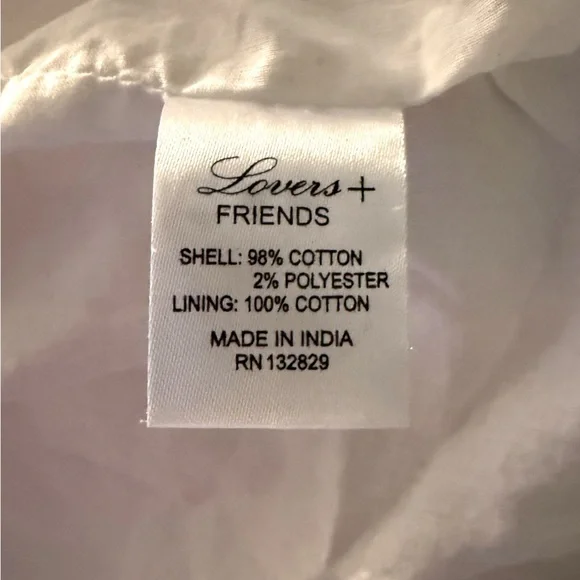 Lovers +
FRIENDS
SHELL: 98% COTTON
2% POLYESTER
LINING: 100% COTTON
MADE IN INDIA
RN 132829